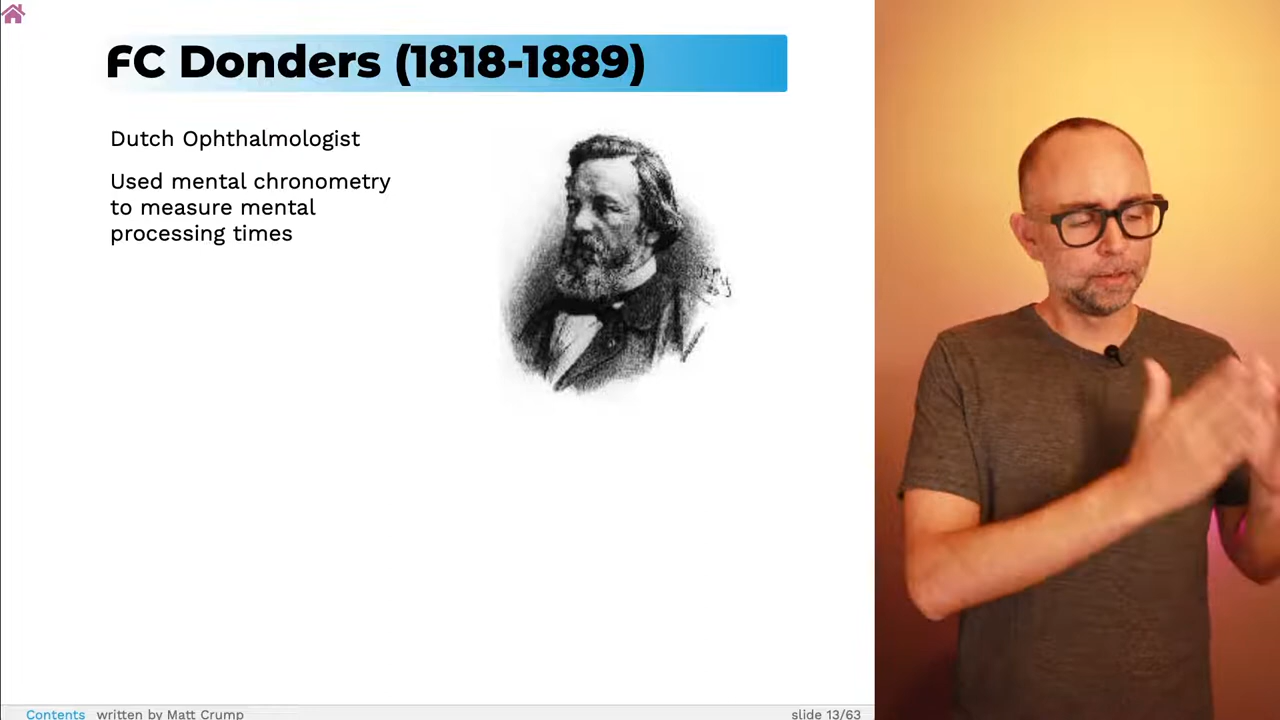 FC Donders (1818-1889)
Dutch Ophthalmologist
Used mental chronometry
to measure mental
processing times
Contents written by Matt Crump
slide 13/63